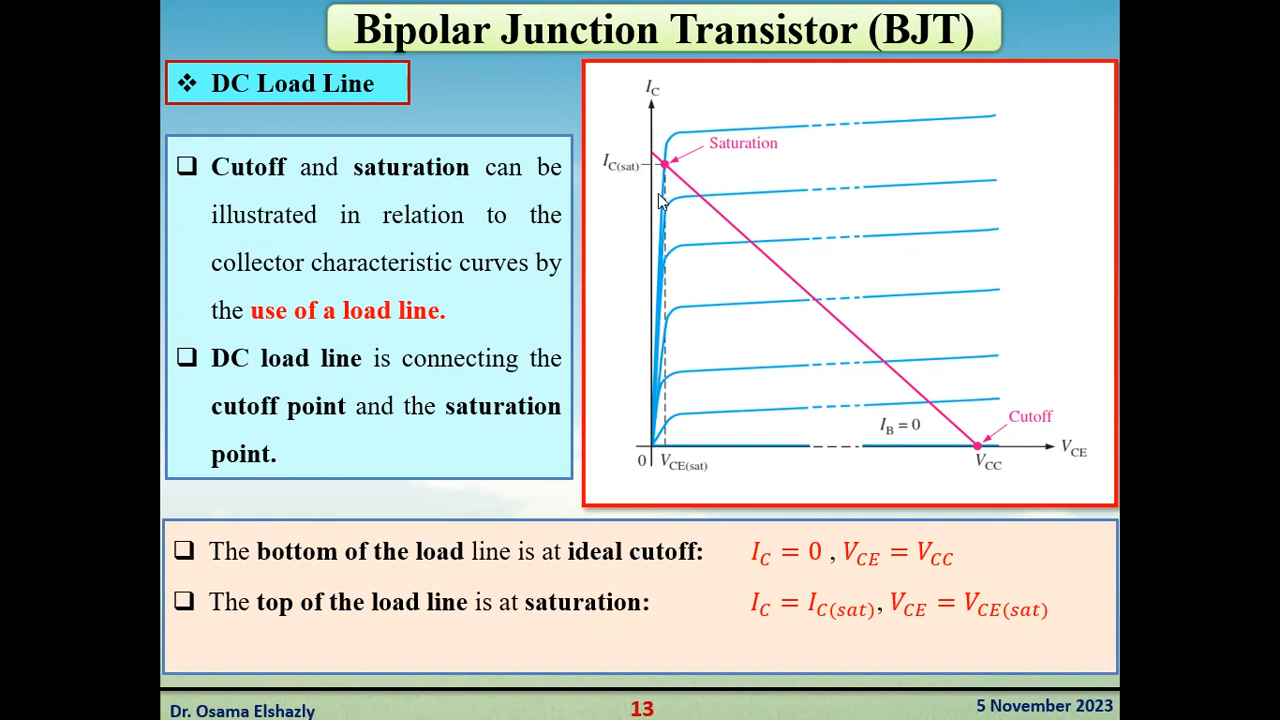 Bipolar Junction Transistor (BJT)
❖ DC Load Line
❑ Cutoff and saturation can be
illustrated in relation to the
collector characteristic curves by
the use of a load line.
❑ DC load line is connecting the
cutoff point and the saturation
point.
I_C
Saturation
I_C(sat)
I_B = 0
Cutoff
0
V_CE(sat)
V_CC
V_CE
❑ The bottom of the load line is at ideal cutoff: I_C = 0 , V_CE = V_CC
❑ The top of the load line is at saturation: I_C = I_C(sat), V_CE = V_CE(sat)
Dr. Osama Elshazly
13
5 November 2023